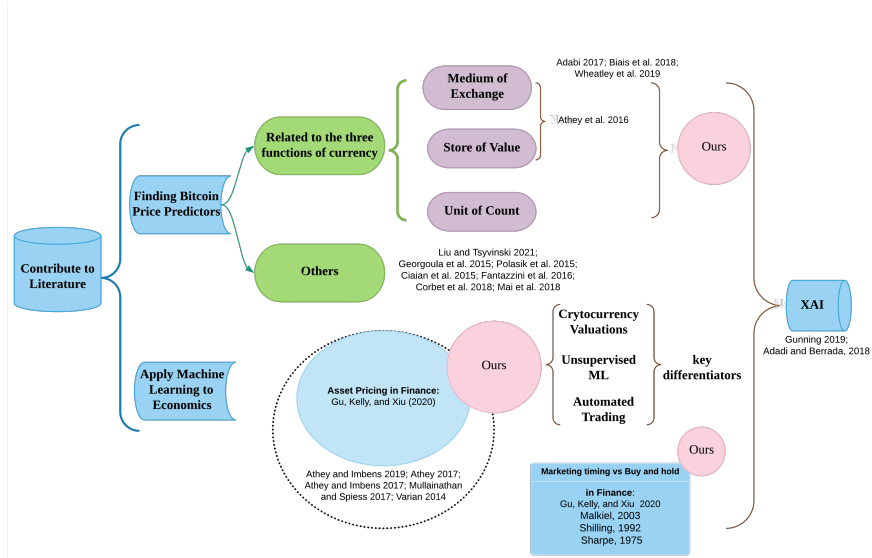 Contribute to
Literature
Finding Bitcoin
Price Predictors
Apply Machine
Learning to
Economics
Related to the three
functions of currency
Others
Medium of
Exchange
Store of Value
Unit of Count
Adabi 2017; Biais et al. 2018;
Wheatley et al. 2019
Athey et al. 2016
Ours
Liu and Tsyvinski 2021;
Georgoula et al. 2015; Polasik et al. 2015;
Ciaian et al. 2015; Fantazzini et al. 2016;
Corbet et al. 2018; Mai et al. 2018
Asset Pricing in Finance:
Gu, Kelly, and Xiu (2020)
Athey and Imbens 2019; Athey 2017;
Athey and Imbens 2017; Mullainathan
and Spiess 2017; Varian 2014
Ours
Crytocurrency
Valuations
Unsupervised
ML
Automated
Trading
key
differentiators
Ours
Marketing timing vs Buy and hold
in Finance:
Gu, Kelly, and Xiu 2020
Malkiel, 2003
Shilling, 1992
Sharpe, 1975
XAI
Gunning 2019;
Adadi and Berrada, 2018